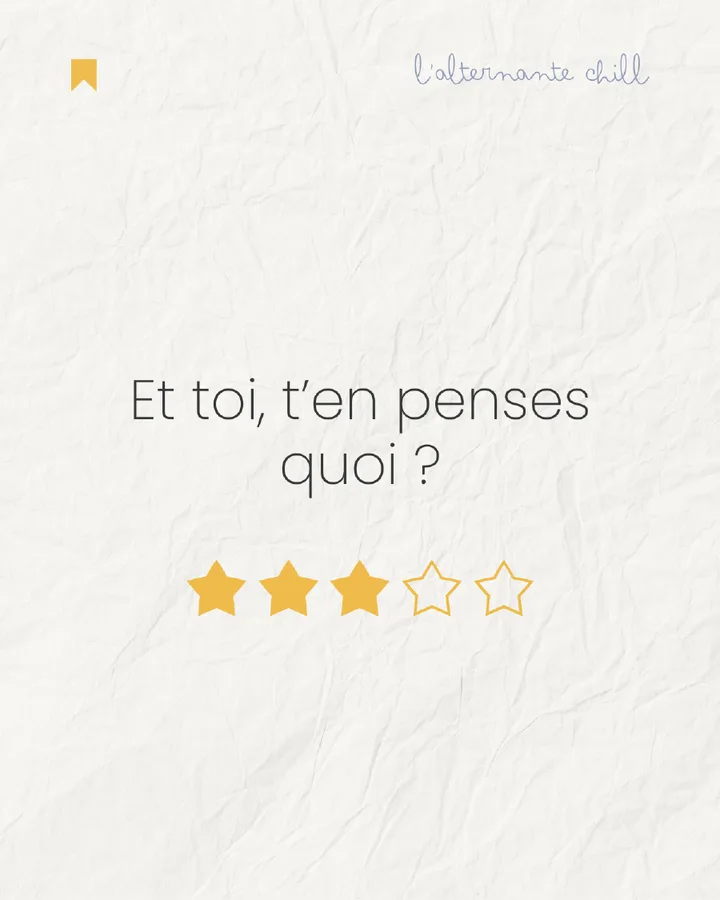 l'alternante chill
Et toi, t’en penses
quoi ?